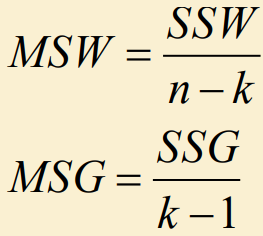 MSW = SSW / n − k
MSG = SSG / k − 1